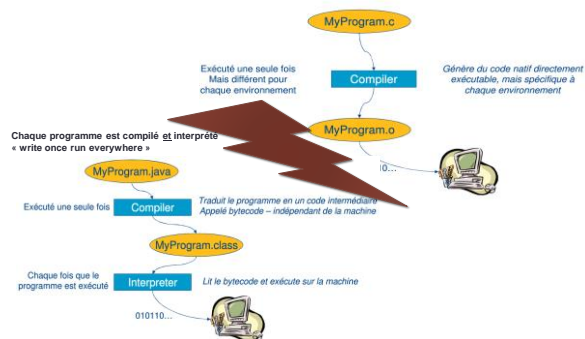 MyProgram.c
Exécuté une seule fois
Mais différent pour
chaque environnement
Compiler
Génère du code natif directement
exécutable, mais spécifique à
chaque environnement
MyProgram.o
0...
Chaque programme est compilé et interprété
« write once run everywhere »
MyProgram.java
Exécuté une seule fois
Compiler
Traduit le programme en un code intermédiaire
Appelé bytecode – indépendant de la machine
MyProgram.class
Chaque fois que le
programme est exécuté
Interpreter
Lit le bytecode et exécute sur la machine
010110...